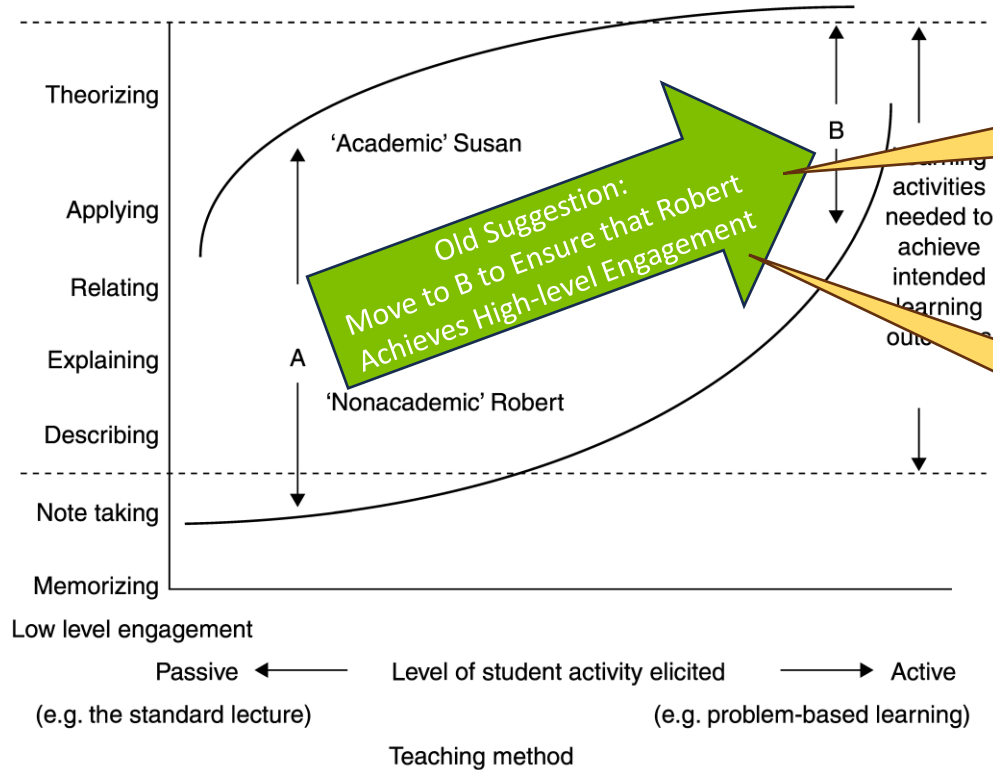 Theorizing
Applying
Relating
Explaining
Describing
Note taking
Memorizing
Low level engagement
'Academic' Susan
A
'Nonacademic' Robert
Old Suggestion:
Move to B to Ensure that Robert
Achieves High-level Engagement
B
activities
needed to
achieve
intended
learning
Passive
Level of student activity elicited
Active
(e.g. the standard lecture)
(e.g. problem-based learning)
Teaching method